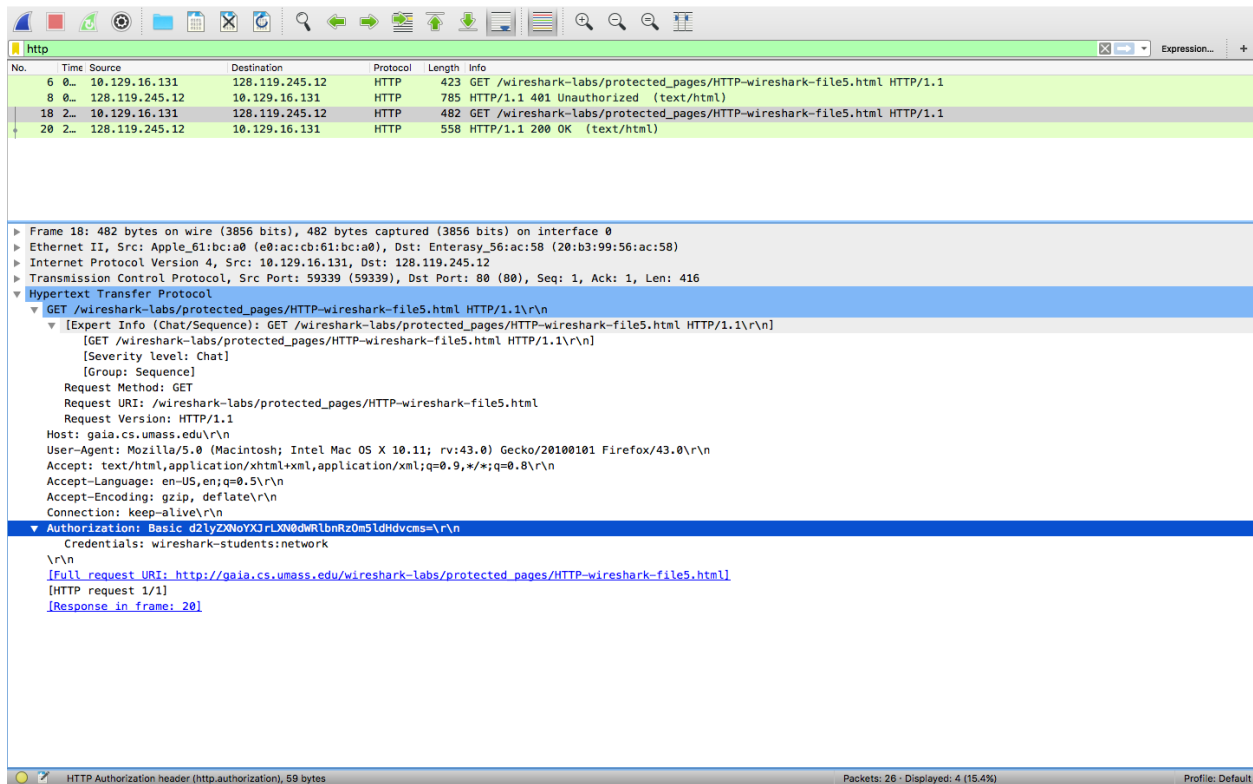 http
Expression...
+
No. Time Source Destination Protocol Length Info
6 0… 10.129.16.131 128.119.245.12 HTTP 423 GET /wireshark-labs/protected_pages/HTTP-wireshark-file5.html HTTP/1.1
8 0… 128.119.245.12 10.129.16.131 HTTP 785 HTTP/1.1 401 Unauthorized (text/html)
18 2… 10.129.16.131 128.119.245.12 HTTP 482 GET /wireshark-labs/protected_pages/HTTP-wireshark-file5.html HTTP/1.1
20 2… 128.119.245.12 10.129.16.131 HTTP 558 HTTP/1.1 200 OK (text/html)
Frame 18: 482 bytes on wire (3856 bits), 482 bytes captured (3856 bits) on interface 0
Ethernet II, Src: Apple_61:bc:a0 (e0:ac:cb:61:bc:a0), Dst: Enterasy_56:ac:58 (20:b3:99:56:ac:58)
Internet Protocol Version 4, Src: 10.129.16.131, Dst: 128.119.245.12
Transmission Control Protocol, Src Port: 59339 (59339), Dst Port: 80 (80), Seq: 1, Ack: 1, Len: 416
Hypertext Transfer Protocol
GET /wireshark-labs/protected_pages/HTTP-wireshark-file5.html HTTP/1.1\r\n
[Expert Info (Chat/Sequence): GET /wireshark-labs/protected_pages/HTTP-wireshark-file5.html HTTP/1.1\r\n]
[GET /wireshark-labs/protected_pages/HTTP-wireshark-file5.html HTTP/1.1\r\n]
[Severity level: Chat]
[Group: Sequence]
Request Method: GET
Request URI: /wireshark-labs/protected_pages/HTTP-wireshark-file5.html
Request Version: HTTP/1.1
Host: gaia.cs.umass.edu\r\n
User-Agent: Mozilla/5.0 (Macintosh; Intel Mac OS X 10.11; rv:43.0) Gecko/20100101 Firefox/43.0\r\n
Accept: text/html,application/xhtml+xml,application/xml;q=0.9,*/*;q=0.8\r\n
Accept-Language: en-US,en;q=0.5\r\n
Accept-Encoding: gzip, deflate\r\n
Connection: keep-alive\r\n
Authorization: Basic d2lyZXNoYXJrLXN0dWRlbnRzOm5ldHdvcms=\r\n
Credentials: wireshark-students:network
\r\n
[Full request URI: http://gaia.cs.umass.edu/wireshark-labs/protected_pages/HTTP-wireshark-file5.html]
[HTTP request 1/1]
[Response in frame: 20]
HTTP Authorization header (http.authorization), 59 bytes
Packets: 26 · Displayed: 4 (15.4%)
Profile: Default